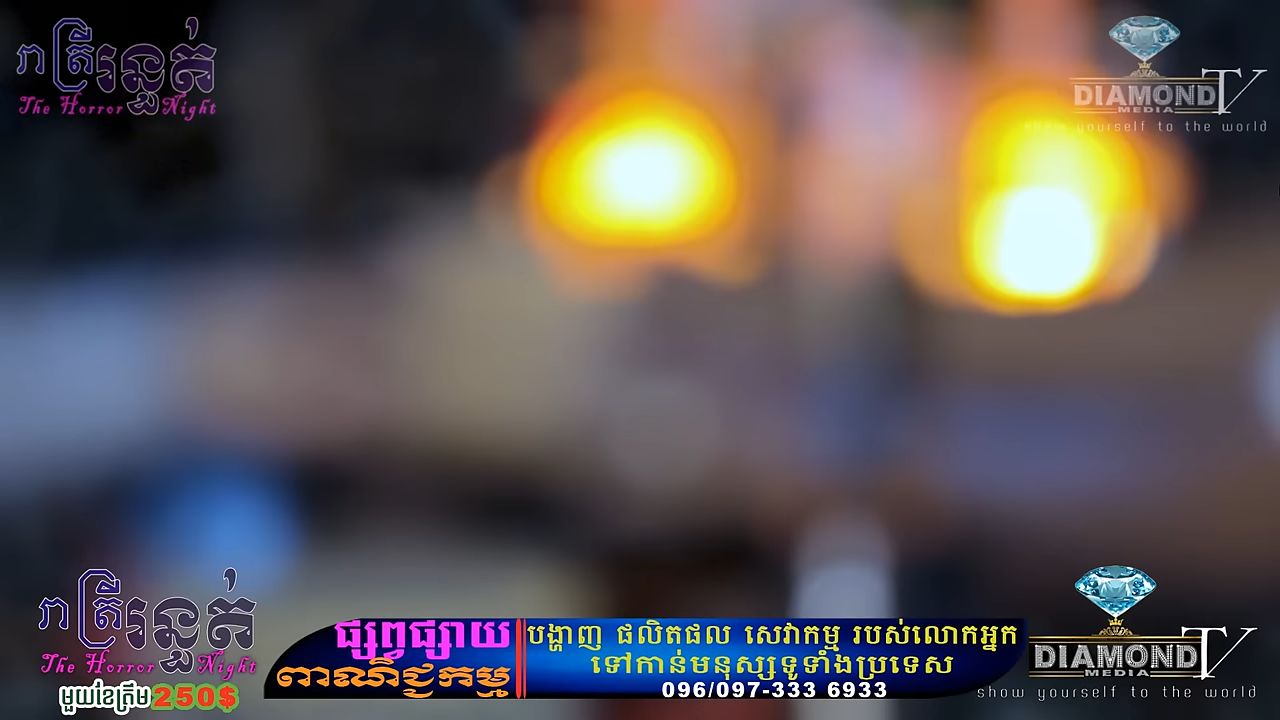 រាត្រីរន្ធត់
The Horror Night
DIAMOND TV
MEDIA
show yourself to the world
រាត្រីរន្ធត់
The Horror Night
មួយខែត្រឹម 250$
ផ្សព្វផ្សាយ
ពាណិជ្ជកម្ម
បង្ហាញ ផលិតផល សេវាកម្ម របស់លោកអ្នក
ទៅកាន់មនុស្សទូទាំងប្រទេស
096/097-333 6933
DIAMOND TV
MEDIA
show yourself to the world